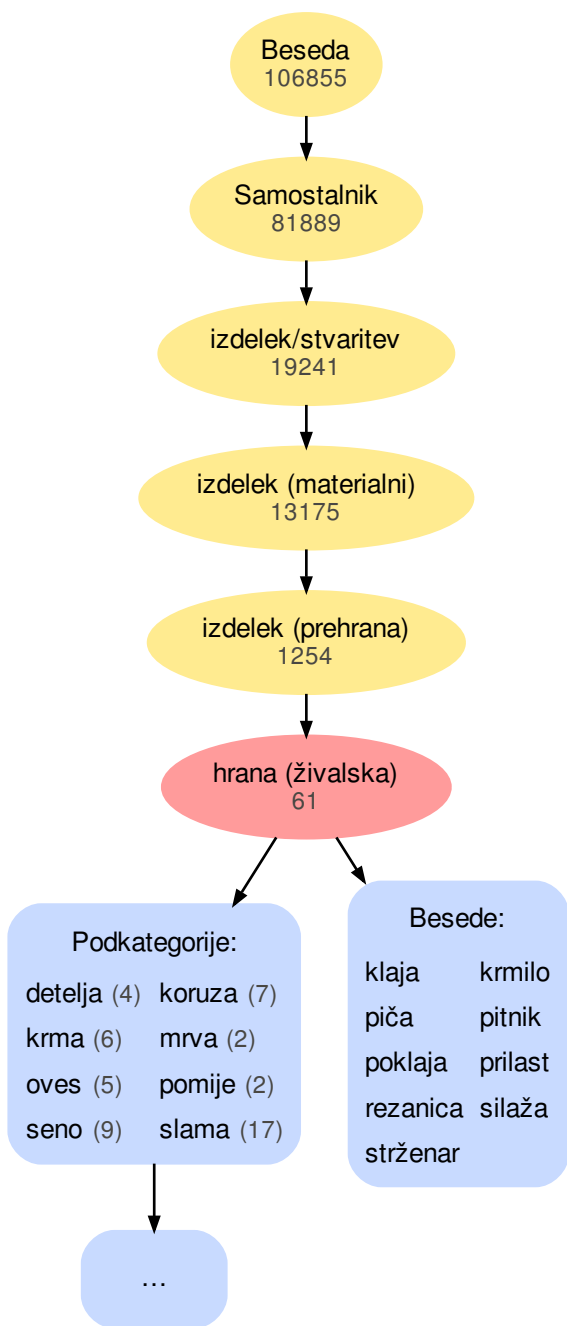 Beseda
106855
Samostalnik
81889
izdelek/stvaritev
19241
izdelek (materialni)
13175
izdelek (prehrana)
1254
hrana (živalska)
61
Podkategorije:
detelja (4) koruza (7)
krma (6) mrva (2)
oves (5) pomije (2)
seno (9) slama (17)
Besede:
klaja krmilo
piča pitnik
poklaja prilast
rezanica silaža
strženar
...